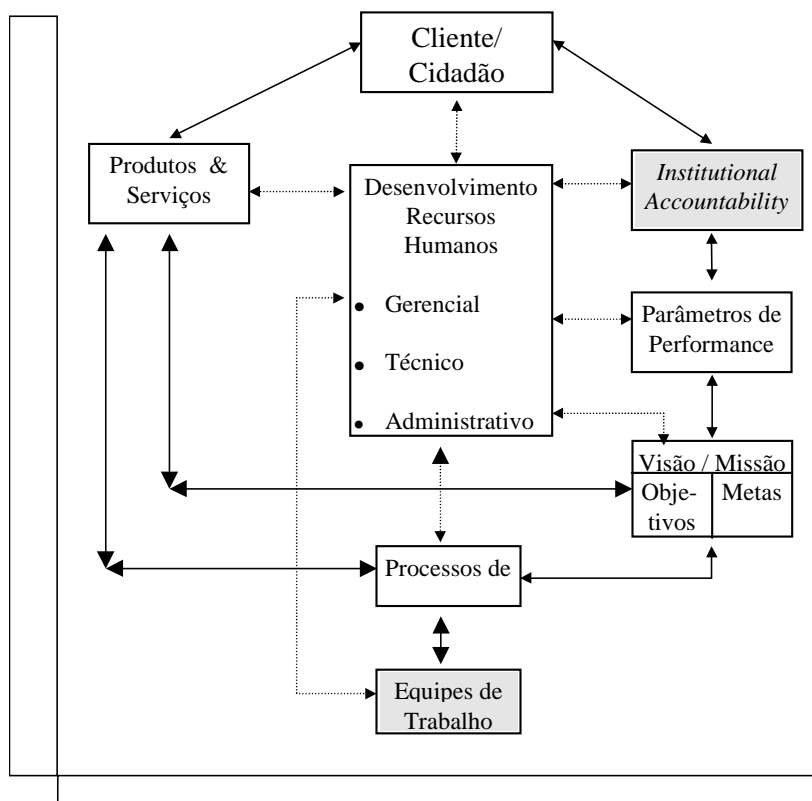 Cliente/
Cidadão
Produtos & 
Serviços
Desenvolvimento
Recursos
Humanos
• Gerencial
• Técnico
• Administrativo
Institutional
Accountability
Parâmetros de
Performance
Visão / Missão
Obje-
tivos
Metas
Processos de
Equipes de
Trabalho